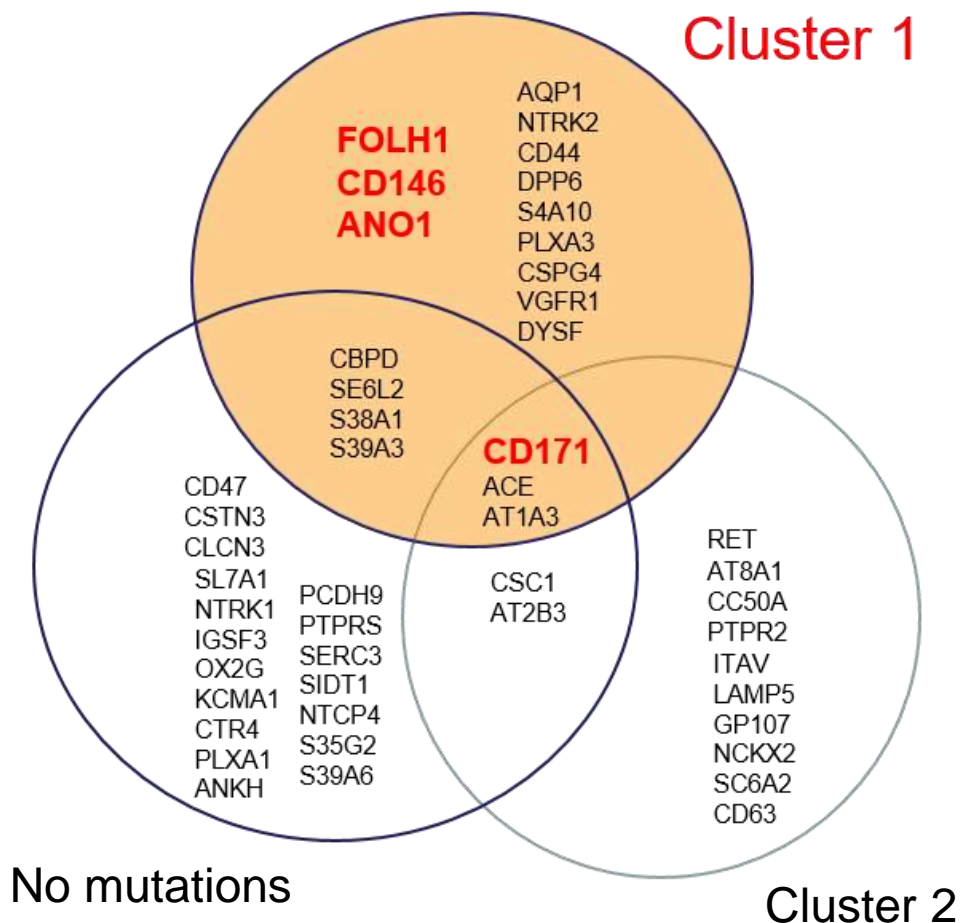 Cluster 1
FOLH1
CD146
ANO1
AQP1
NTRK2
CD44
DPP6
S4A10
PLXA3
CSPG4
VGFR1
DYSF
CBPD
SE6L2
S38A1
S39A3
CD171
ACE
AT1A3
CD47
CSTN3
CLCN3
SL7A1
NTRK1
IGSF3
OX2G
KCMA1
CTR4
PLXA1
ANKH
PCDH9
PTPRS
SERC3
SIDT1
NTCP4
S35G2
S39A6
CSC1
AT2B3
RET
AT8A1
CC50A
PTPR2
ITAV
LAMP5
GP107
NCKX2
SC6A2
CD63
No mutations
Cluster 2